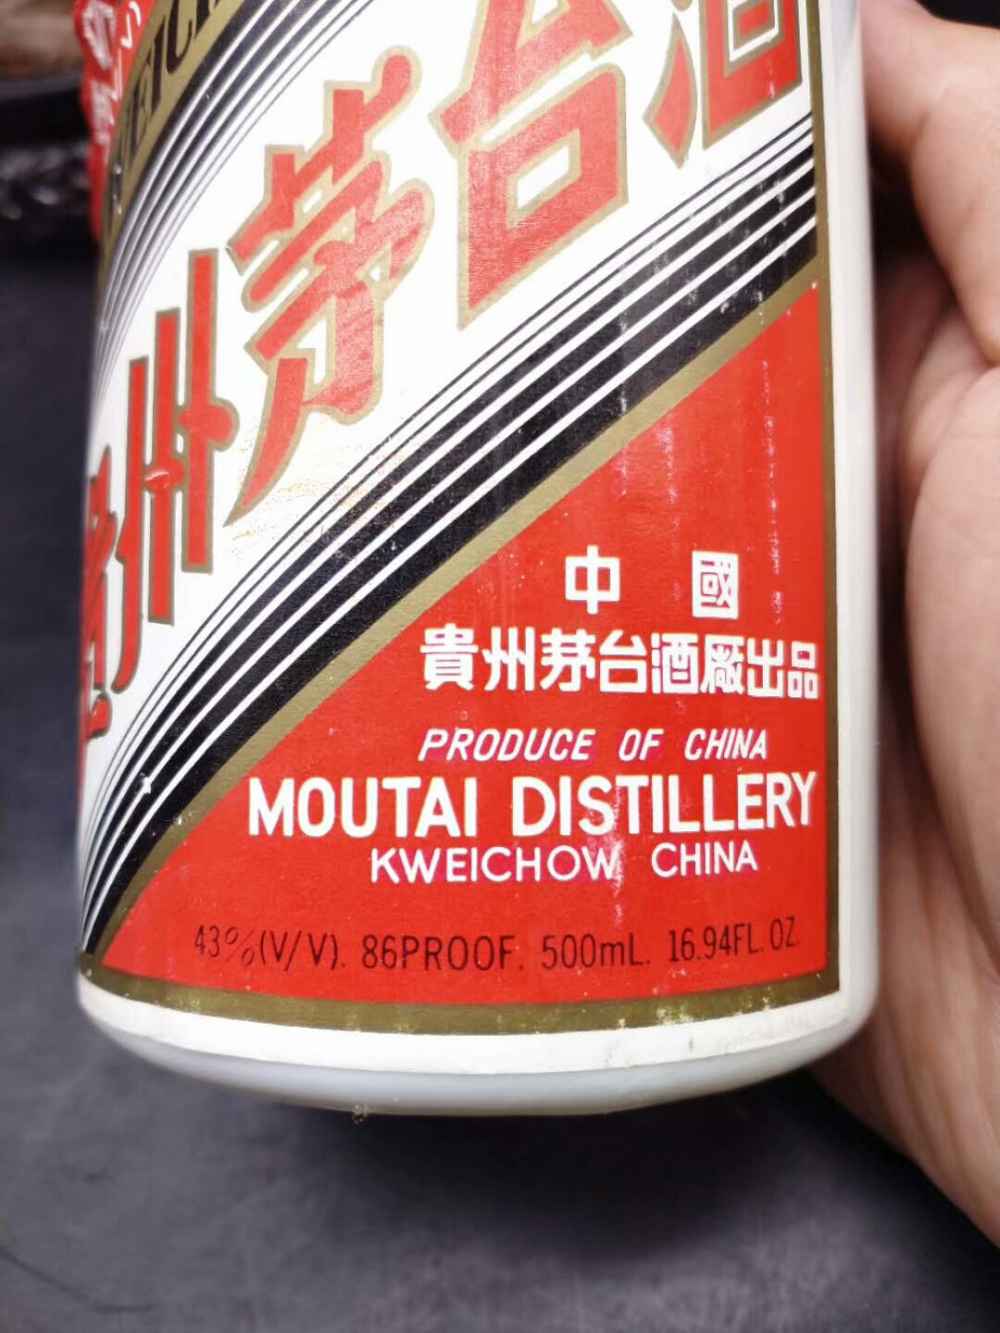 貴州茅台酒
中國
貴州茅台酒廠出品
PRODUCE OF CHINA
MOUTAI DISTILLERY
KWEICHOW CHINA
43%(V/V). 86PROOF. 500mL. 16.94FL.OZ.